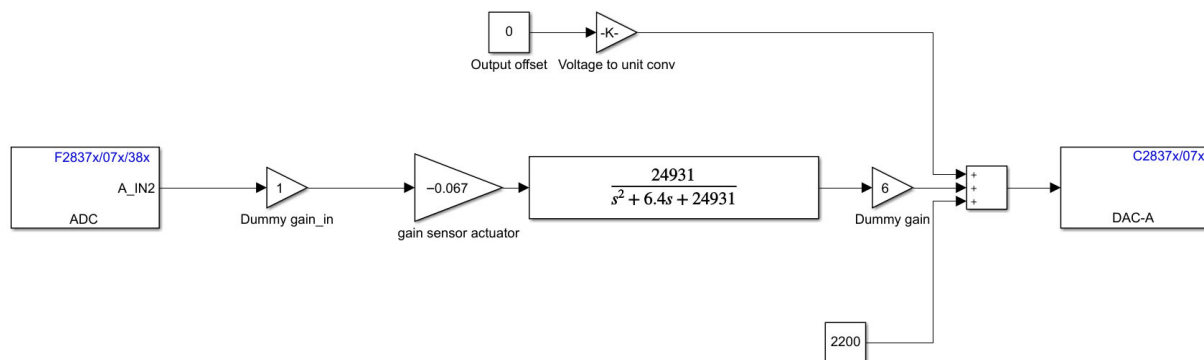 0
-K-
Output offset
Voltage to unit conv
F2837x/07x/38x
A_IN2
ADC
1
Dummy gain_in
−0.067
gain sensor actuator
24931
s² + 6.4s + 24931
6
Dummy gain
+
+
+
C2837x/07x
DAC-A
2200